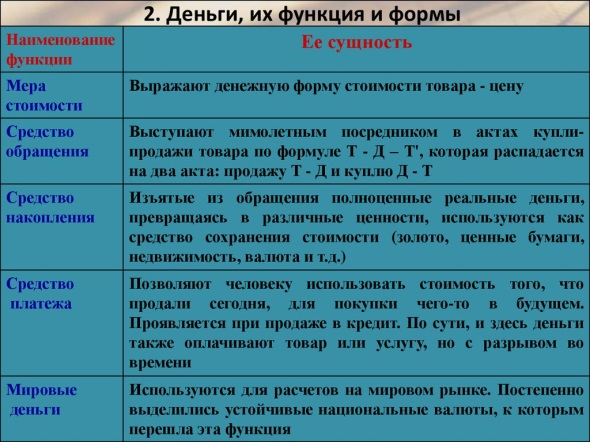 2. Деньги, их функция и формы
Наименование
функции
Ее сущность
Мера
стоимости
Выражают денежную форму стоимости товара - цену
Средство
обращения
Выступают мимолетным посредником в актах купли-
продажи товара по формуле Т - Д – Т', которая распадается
на два акта: продажу Т - Д и куплю Д - Т
Средство
накопления
Изъятые из обращения полноценные реальные деньги,
превращаясь в различные ценности, используются как
средство сохранения стоимости (золото, ценные бумаги,
недвижимость, валюта и т.д.)
Средство
платежа
Позволяют человеку использовать стоимость того, что
продали сегодня, для покупки чего-то в будущем.
Проявляется при продаже в кредит. По сути, и здесь деньги
также оплачивают товар или услугу, но с разрывом во
времени
Мировые
деньги
Используются для расчетов на мировом рынке. Постепенно
выделились устойчивые национальные валюты, к которым
перешла эта функция